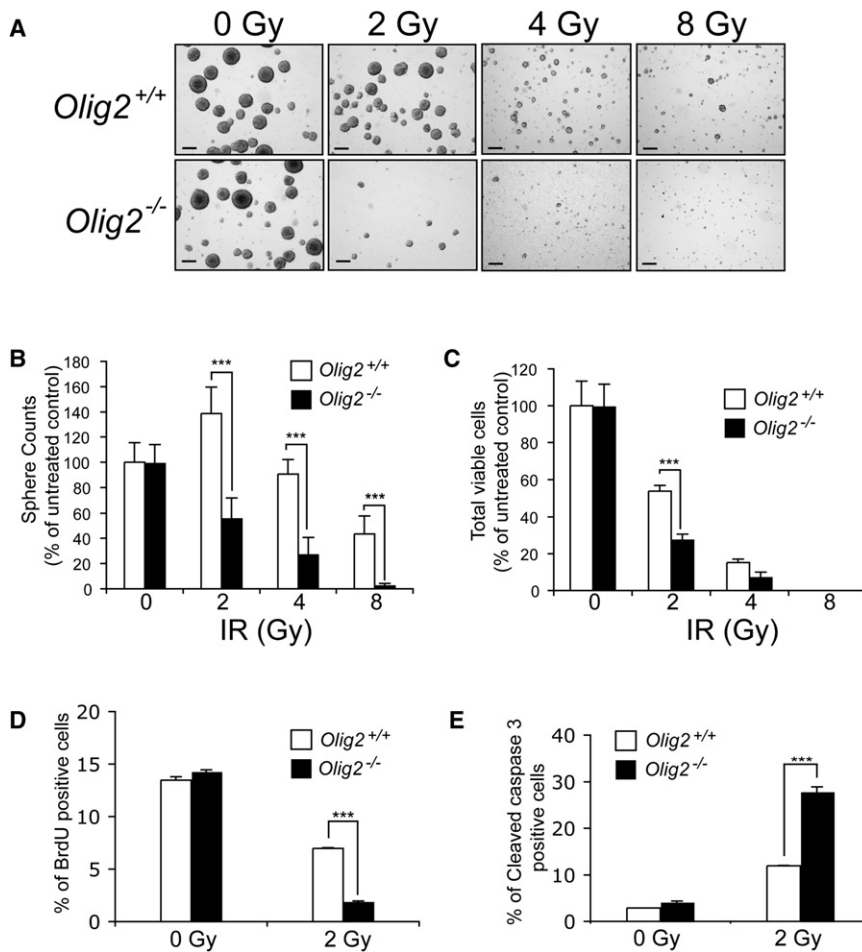 A
0 Gy 2 Gy 4 Gy 8 Gy
Olig2+/+
Olig2-/-
B
Sphere Counts
(% of untreated control)
180
160
140
120
100
80
60
40
20
0
***
***
***
Olig2+/+
Olig2-/-
0 2 4 8
IR (Gy)
C
Total viable cells
(% of untreated control)
120
100
80
60
40
20
0
***
Olig2+/+
Olig2-/-
0 2 4 8
IR (Gy)
D
% of BrdU positive cells
20
15
10
5
0
***
Olig2+/+
Olig2-/-
0 Gy 2 Gy
E
% of Cleaved caspase 3
positive cells
40
30
20
10
0
***
Olig2+/+
Olig2-/-
0 Gy 2 Gy